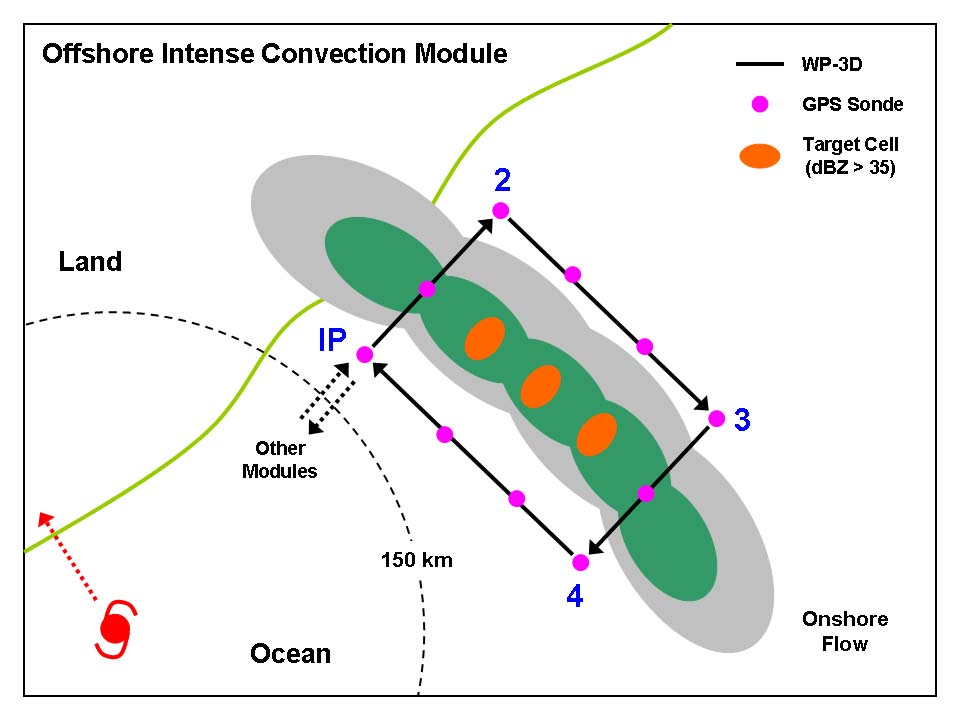 Offshore Intense Convection Module
WP-3D
GPS Sonde
Target Cell
(dBZ > 35)
2
Land
IP
3
Other
Modules
150 km
4
Onshore
Flow
Ocean